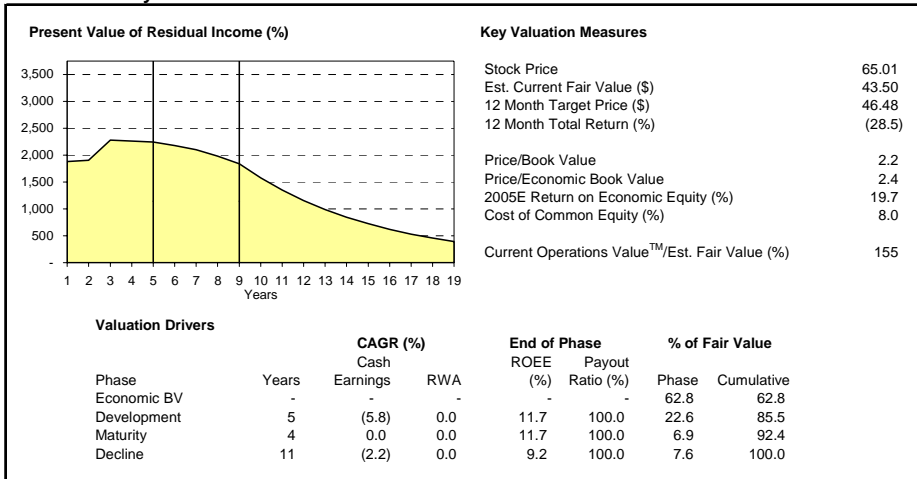 Present Value of Residual Income (%)
3,500
3,000
2,500
2,000
1,500
1,000
500
-
1 2 3 4 5 6 7 8 9 10 11 12 13 14 15 16 17 18 19
Years
Key Valuation Measures
Stock Price 65.01
Est. Current Fair Value ($) 43.50
12 Month Target Price ($) 46.48
12 Month Total Return (%) (28.5)
Price/Book Value 2.2
Price/Economic Book Value 2.4
2005E Return on Economic Equity (%) 19.7
Cost of Common Equity (%) 8.0
Current Operations Value™/Est. Fair Value (%) 155
Valuation Drivers
CAGR (%) End of Phase % of Fair Value
Cash ROEE Payout
Phase Years Earnings RWA (%) Ratio (%) Phase Cumulative
Economic BV - - - - - 62.8 62.8
Development 5 (5.8) 0.0 11.7 100.0 22.6 85.5
Maturity 4 0.0 0.0 11.7 100.0 6.9 92.4
Decline 11 (2.2) 0.0 9.2 100.0 7.6 100.0